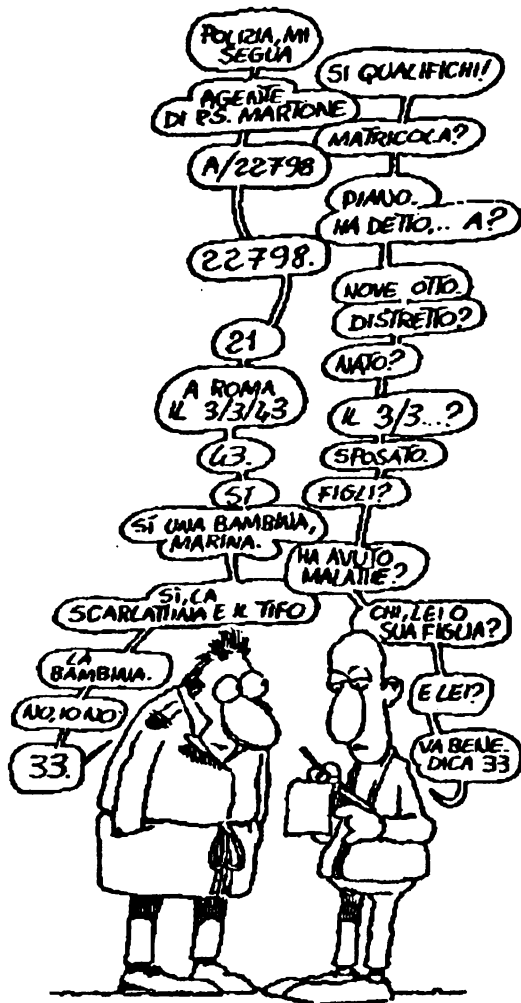 POLIZIA, MI
SEGUA
SI QUALIFICHI!
AGENTE
DI P.S. MARTONE
MATRICOLA?
A/22798
PIANO.
HA DETTO... A?
22798.
NOVE OTTO.
DISTRETTO?
21
NATO?
A ROMA
IL 3/3/43
IL 3/3...?
43.
SPOSATO.
SI
FIGLI?
SÌ UNA BAMBINA,
MARINA.
HA AVUTO
MALATTIE?
SÌ, LA
SCARLATTINA E IL TIFO
CHI, LEI O
SUA FIGLIA?
LA
BAMBINA.
E LEI?
NO, IO NO
VA BENE.
DICA 33
33.